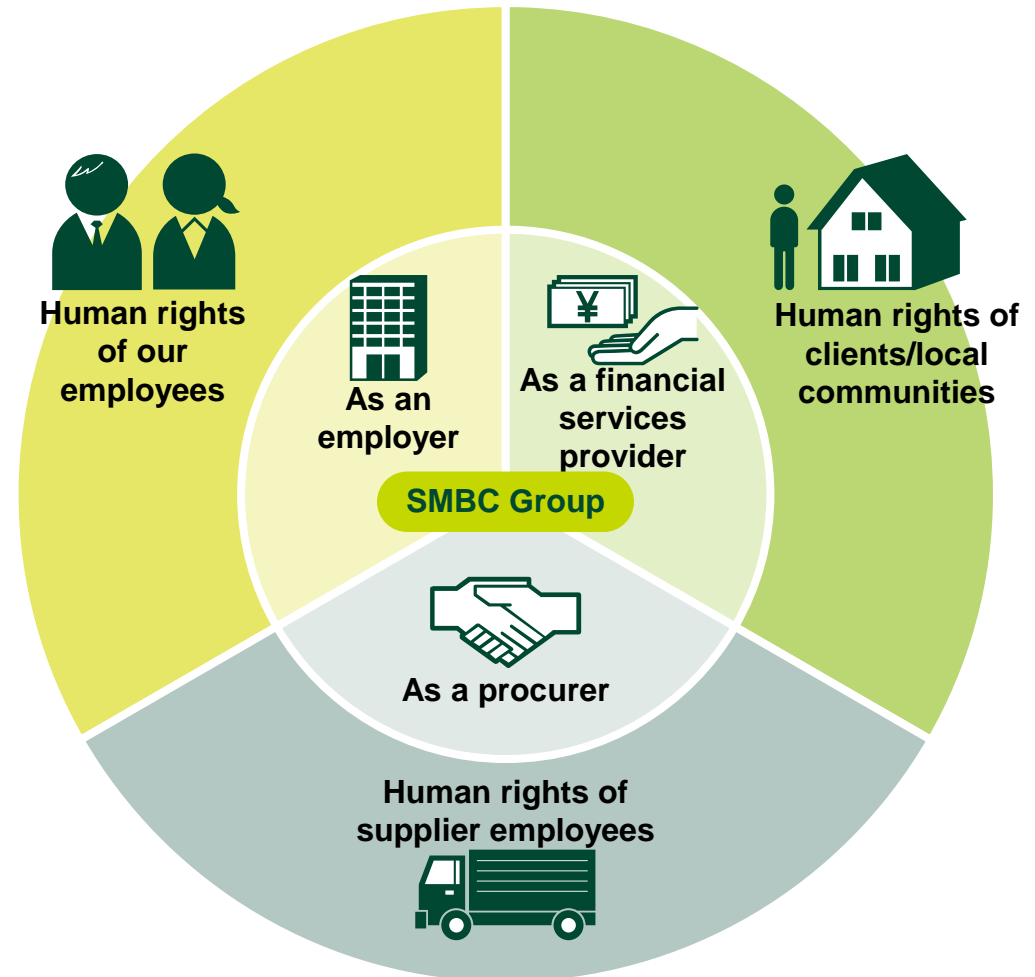 Human rights
of our
employees
As an
employer
¥
As a financial
services
provider
Human rights of
clients/local
communities
SMBC Group
As a procurer
Human rights of
supplier employees